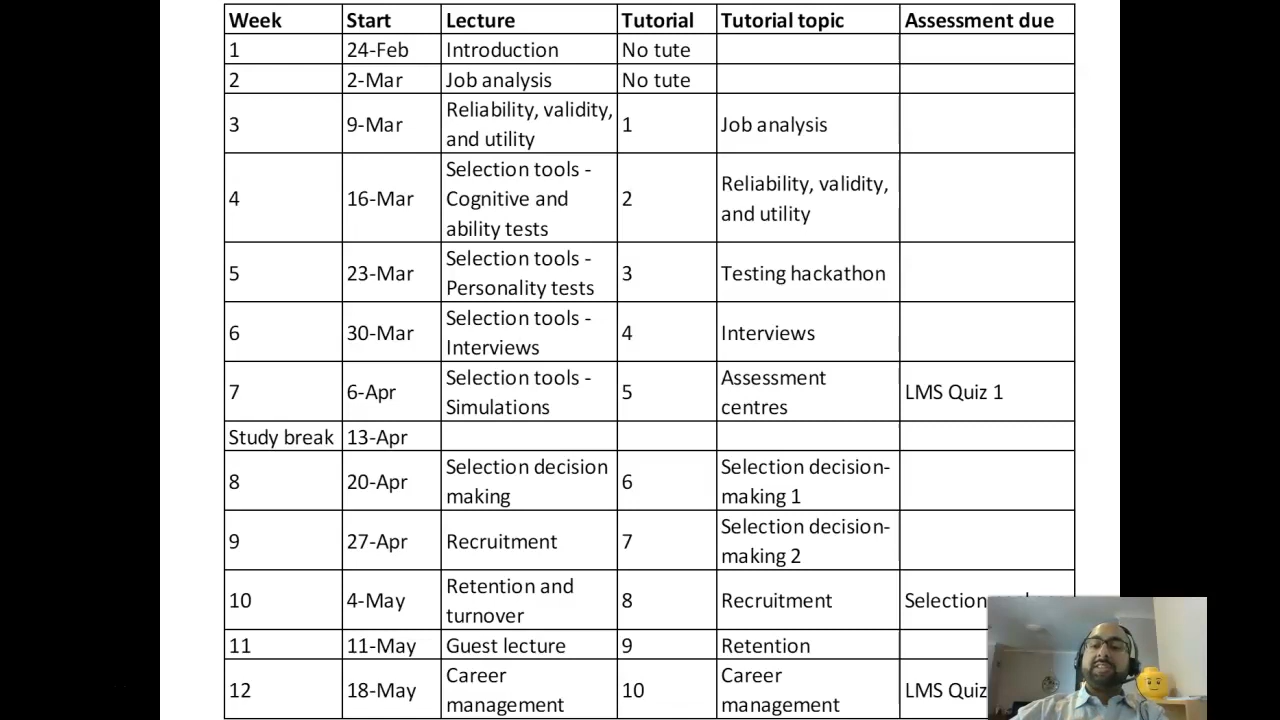 Week Start Lecture Tutorial Tutorial topic Assessment due
1 24-Feb Introduction No tute
2 2-Mar Job analysis No tute
3 9-Mar Reliability, validity, and utility 1 Job analysis
4 16-Mar Selection tools - Cognitive and ability tests 2 Reliability, validity, and utility
5 23-Mar Selection tools - Personality tests 3 Testing hackathon
6 30-Mar Selection tools - Interviews 4 Interviews
7 6-Apr Selection tools - Simulations 5 Assessment centres LMS Quiz 1
Study break 13-Apr
8 20-Apr Selection decision making 6 Selection decision-making 1
9 27-Apr Recruitment 7 Selection decision-making 2
10 4-May Retention and turnover 8 Recruitment Selection
11 11-May Guest lecture 9 Retention
12 18-May Career management 10 Career management LMS Quiz